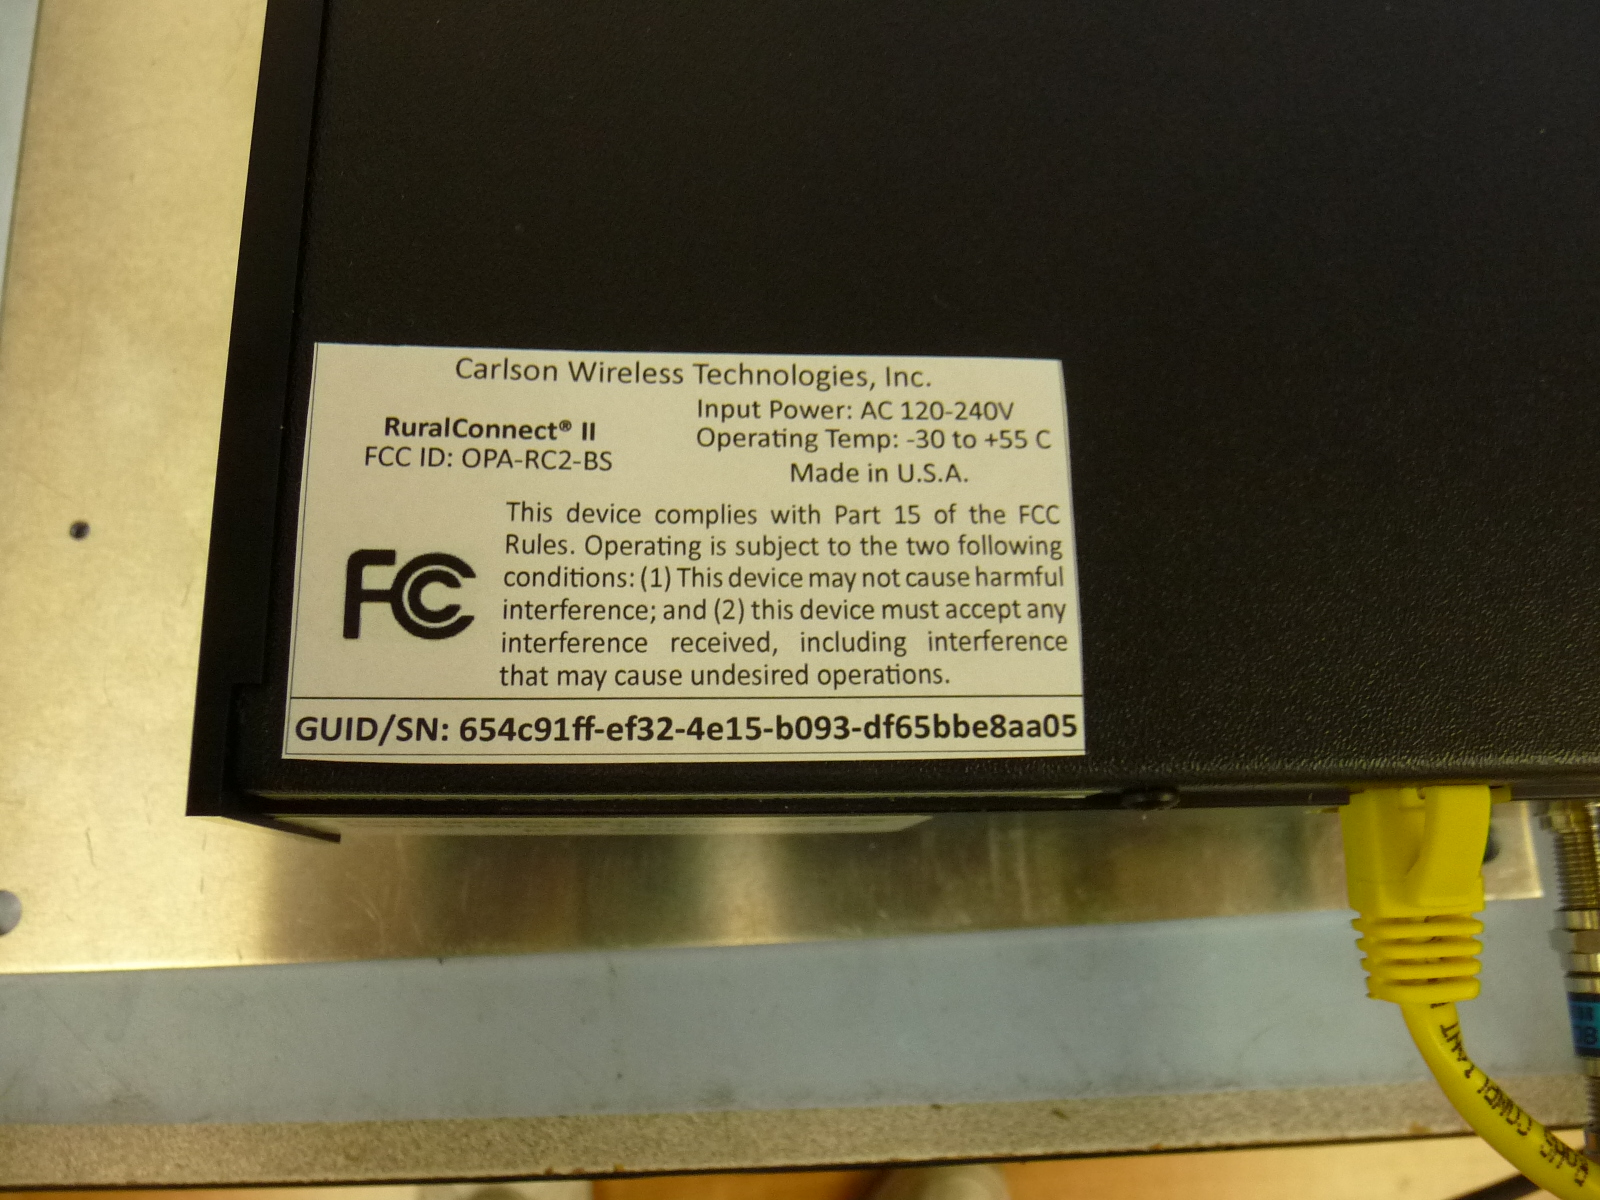 Carlson Wireless Technologies, Inc.
RuralConnect® II
FCC ID: OPA-RC2-BS
Input Power: AC 120-240V
Operating Temp: -30 to +55 C
Made in U.S.A.
FC
This device complies with Part 15 of the FCC
Rules. Operating is subject to the two following
conditions: (1) This device may not cause harmful
interference; and (2) this device must accept any
interference received, including interference
that may cause undesired operations.
GUID/SN: 654c91ff-ef32-4e15-b093-df65bbe8aa05